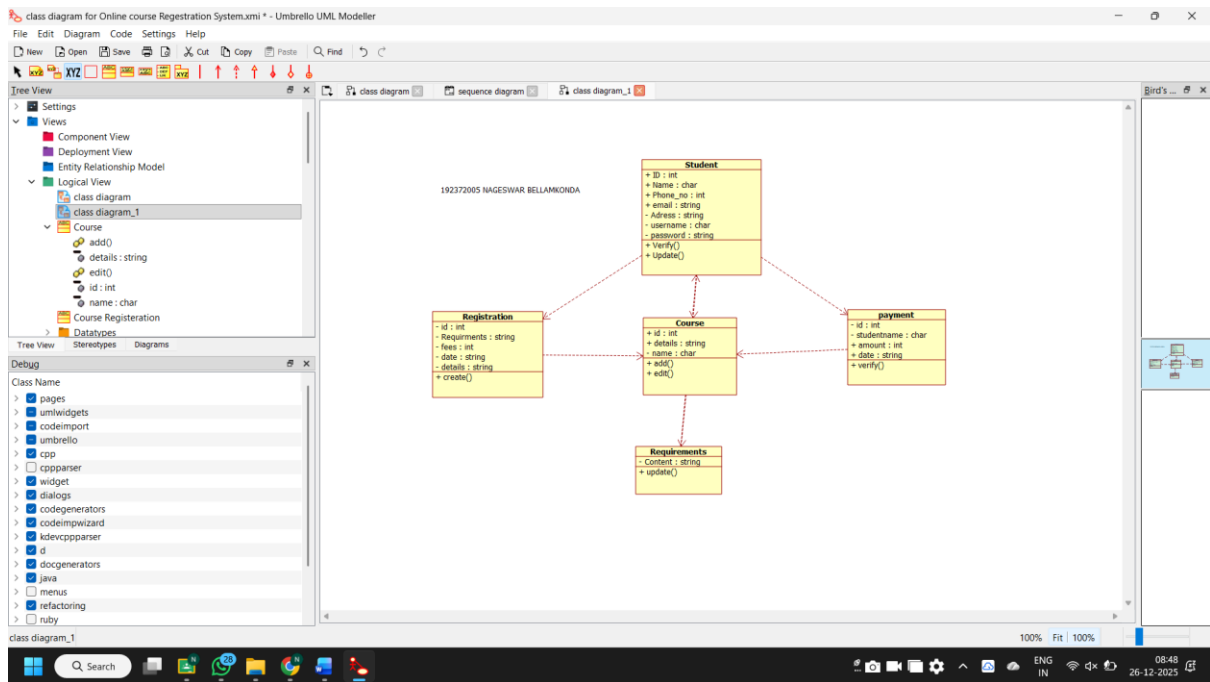 class diagram for Online course Regestration System.xmi * - Umbrello UML Modeller
File Edit Diagram Code Settings Help
New Open Save Cut Copy Paste Find
XYZ
Tree View
class diagram
sequence diagram
class diagram_1
Bird's ...
Settings
Views
Component View
Deployment View
Entity Relationship Model
Logical View
class diagram
class diagram_1
Course
add()
details : string
edit()
id : int
name : char
Course Registeration
Datatypes
Tree View Stereotypes Diagrams
Debug
Class Name
pages
umlwidgets
codeimport
umbrello
cpp
cppparser
widget
dialogs
codegenerators
codeimpwizard
kdevcppparser
d
docgenerators
java
menus
refactoring
ruby
192372005 NAGESWAR BELLAMKONDA
Student
+ ID : int
+ Name : char
+ Phone_no : int
+ email : string
- Adress : string
- username : char
- password : string
+ Verify()
+ Update()
Registration
- id : int
- Requirments : string
- fees : int
- date : string
- details : string
+ create()
Course
+ id : int
+ details : string
- name : char
+ add()
+ edit()
payment
- id : int
- studentname : char
+ amount : int
+ date : string
+ verify()
Requirements
- Content : string
+ update()
class diagram_1
100% Fit 100%
Search
28
ENG
IN
08:48
26-12-2025